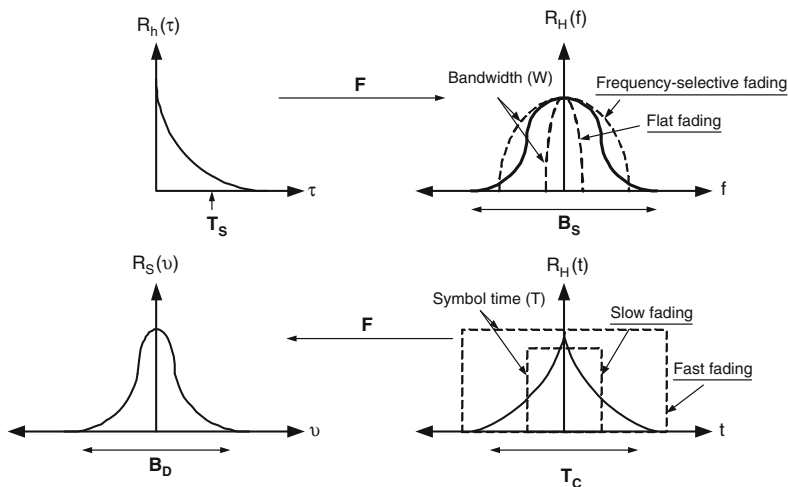 R_h(τ)
F
τ
T_S
R_H(f)
Bandwidth (W)
Frequency-selective fading
Flat fading
f
B_S
R_S(υ)
F
υ
B_D
R_H(t)
Symbol time (T)
Slow fading
Fast fading
t
T_C